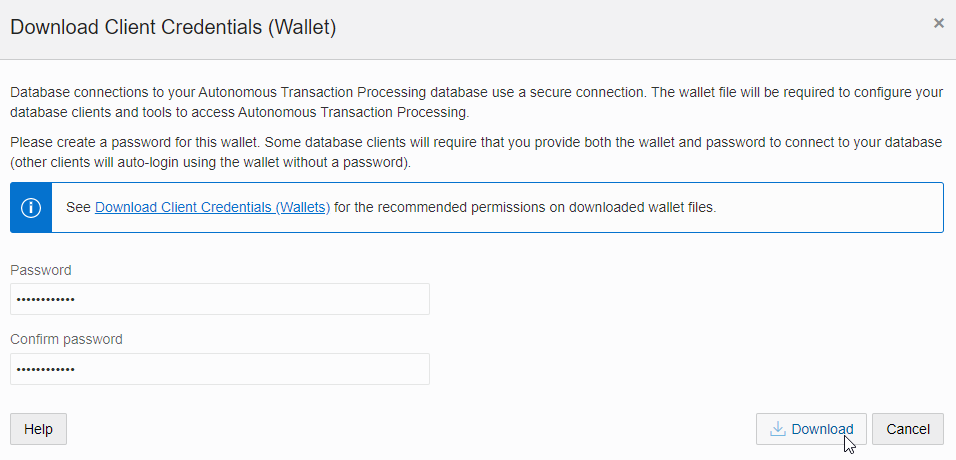 Download Client Credentials (Wallet)
×
Database connections to your Autonomous Transaction Processing database use a secure connection. The wallet file will be required to configure your
database clients and tools to access Autonomous Transaction Processing.
Please create a password for this wallet. Some database clients will require that you provide both the wallet and password to connect to your database
(other clients will auto-login using the wallet without a password).
See Download Client Credentials (Wallets) for the recommended permissions on downloaded wallet files.
Password
••••••••••••
Confirm password
••••••••••••
Help
Download
Cancel